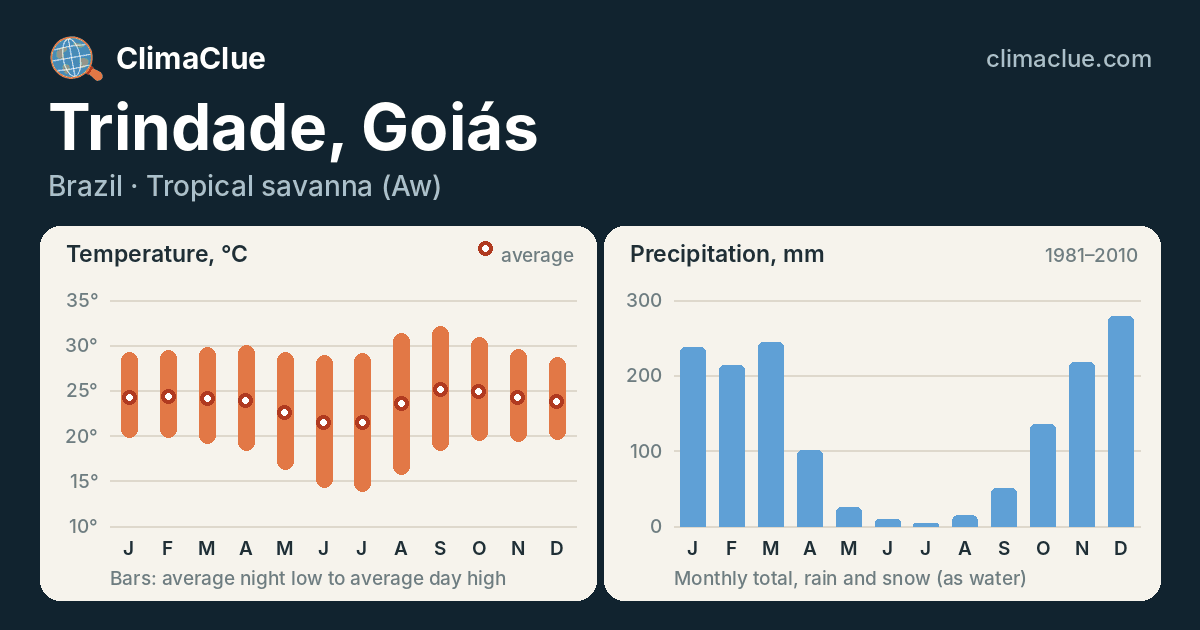 ClimaClue
climaclue.com
Trindade, Goiás
Brazil · Tropical savanna (Aw)
Temperature, °C
average
35°
30°
25°
20°
15°
10°
J F M A M J J A S O N D
Bars: average night low to average day high
Precipitation, mm
1981–2010
300
200
100
0
J F M A M J J A S O N D
Monthly total, rain and snow (as water)